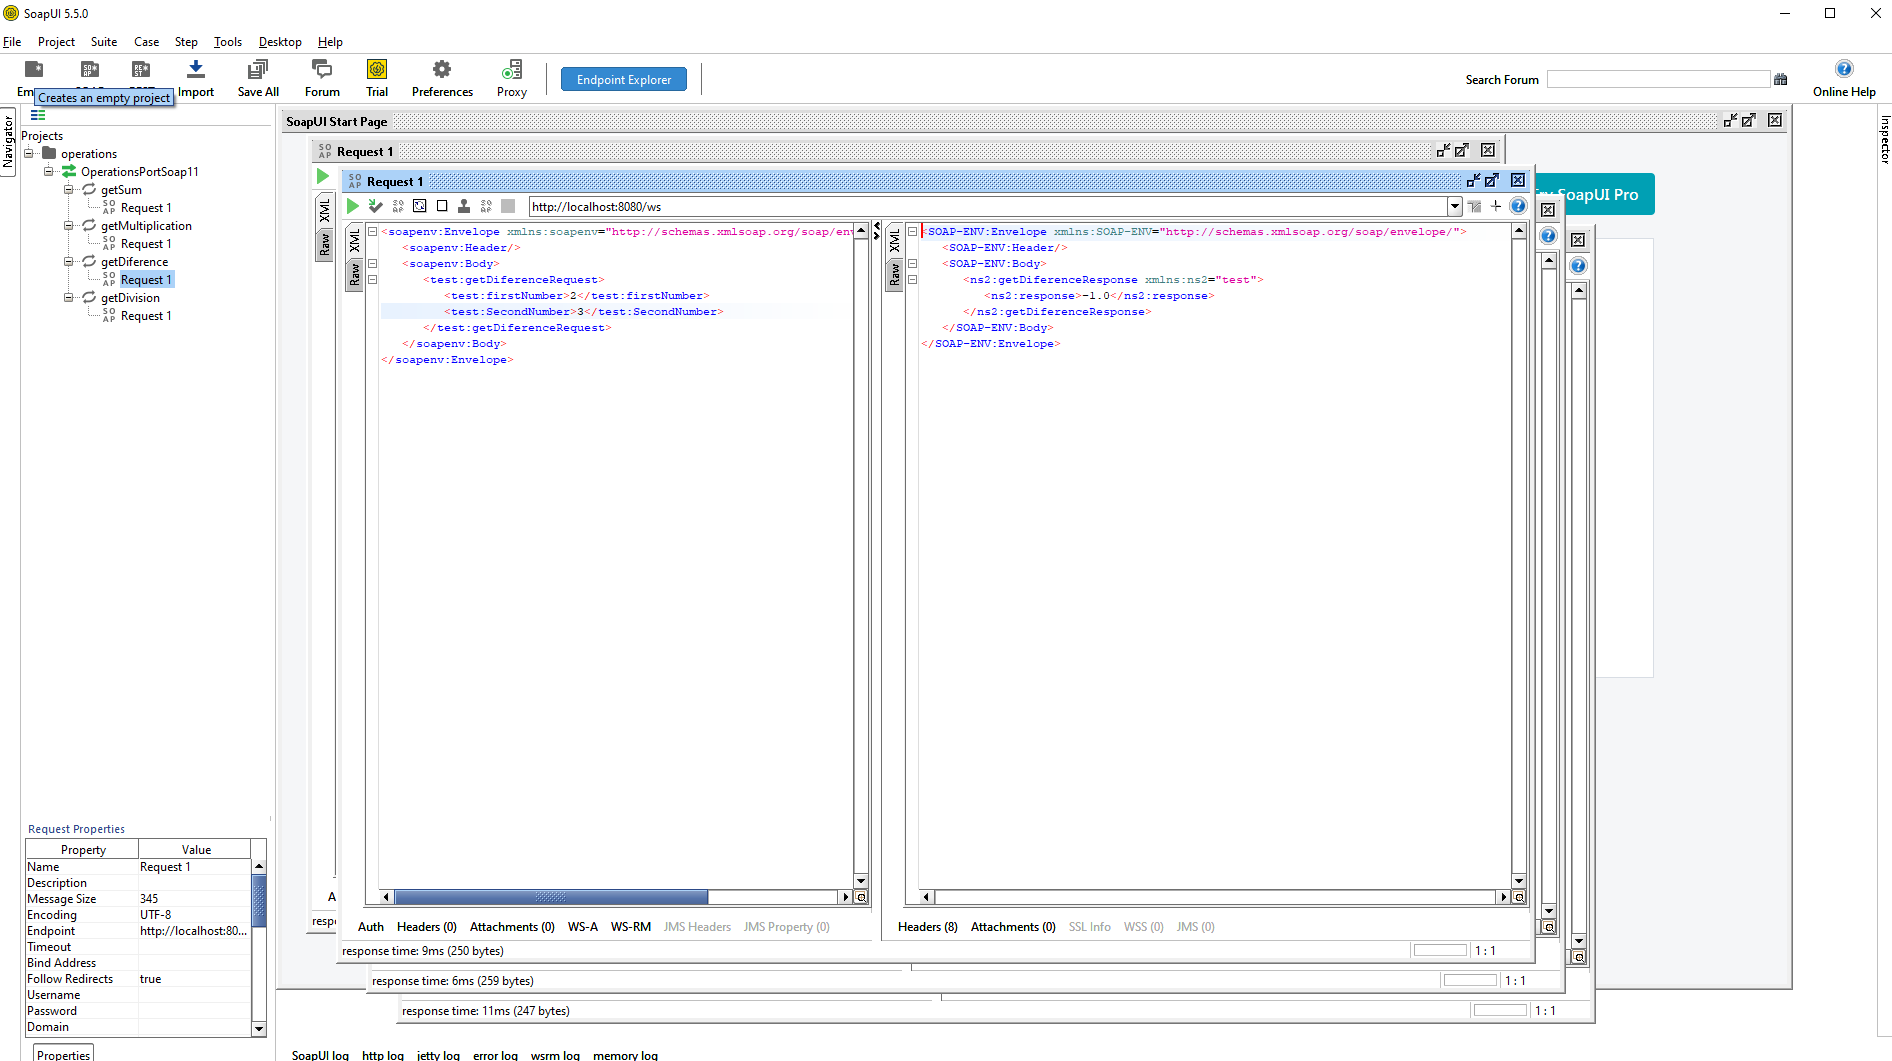 SoapUI 5.5.0
File Project Suite Case Step Tools Desktop Help
Import Save All Forum Trial Preferences Proxy Endpoint Explorer Search Forum Online Help
Creates an empty project
Navigator
Inspector
Projects
operations
OperationsPortSoap11
getSum
Request 1
getMultiplication
Request 1
getDiference
Request 1
getDivision
Request 1
SoapUI Start Page
Request 1
Request 1
SoapUI Pro
http://localhost:8080/ws
XML
Raw
XML
Raw
<soapenv:Envelope xmlns:soapenv="http://schemas.xmlsoap.org/soap/env
<soapenv:Header/>
<soapenv:Body>
<test:getDiferenceRequest>
<test:firstNumber>2</test:firstNumber>
<test:SecondNumber>3</test:SecondNumber>
</test:getDiferenceRequest>
</soapenv:Body>
</soapenv:Envelope>
XML
Raw
<SOAP-ENV:Envelope xmlns:SOAP-ENV="http://schemas.xmlsoap.org/soap/envelope/">
<SOAP-ENV:Header/>
<SOAP-ENV:Body>
<ns2:getDiferenceResponse xmlns:ns2="test">
<ns2:response>-1.0</ns2:response>
</ns2:getDiferenceResponse>
</SOAP-ENV:Body>
</SOAP-ENV:Envelope>
Request Properties
Property Value
Name Request 1
Description
Message Size 345
Encoding UTF-8
Endpoint http://localhost:80...
Timeout
Bind Address
Follow Redirects true
Username
Password
Domain
Properties
Auth Headers (0) Attachments (0) WS-A WS-RM JMS Headers JMS Property (0)
Headers (8) Attachments (0) SSL Info WSS (0) JMS (0)
response time: 9ms (250 bytes) 1 : 1
response time: 6ms (259 bytes) 1 : 1
response time: 11ms (247 bytes) 1 : 1
SoapUI log http log jetty log error log wsrm log memory log